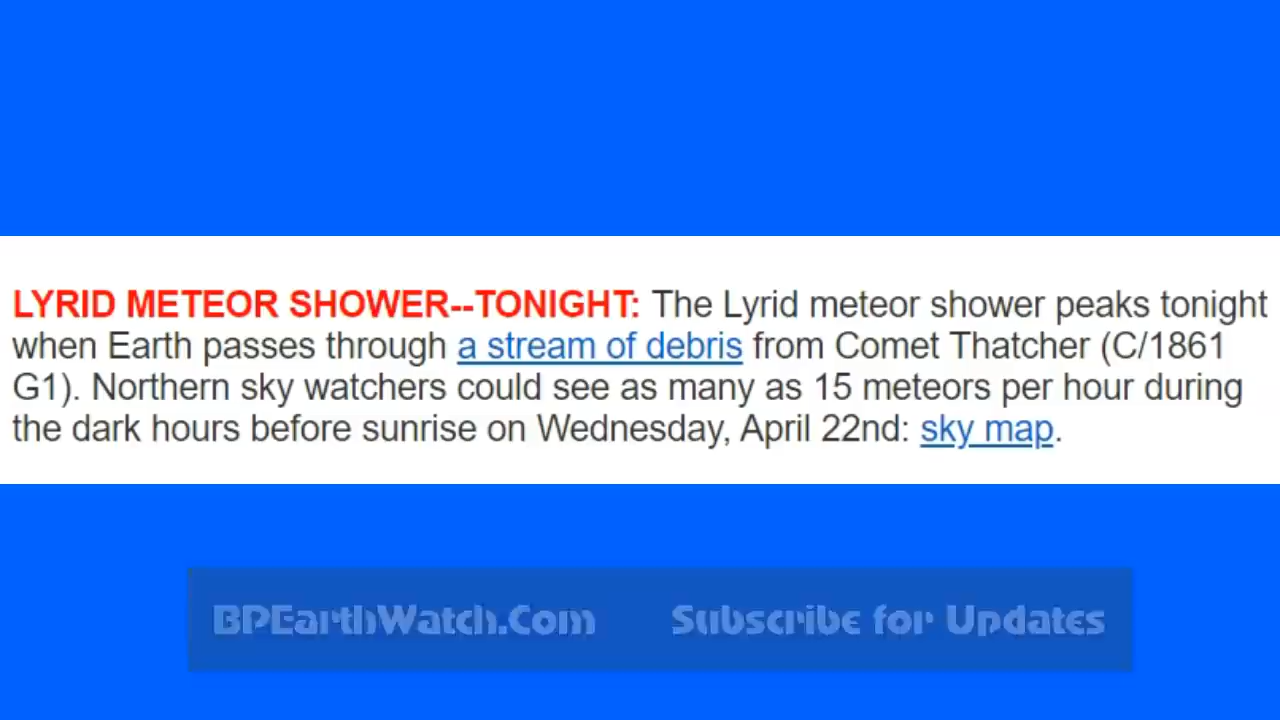 LYRID METEOR SHOWER--TONIGHT: The Lyrid meteor shower peaks tonight
when Earth passes through a stream of debris from Comet Thatcher (C/1861
G1). Northern sky watchers could see as many as 15 meteors per hour during
the dark hours before sunrise on Wednesday, April 22nd: sky map.
BPEarthWatch.Com Subscribe for Updates